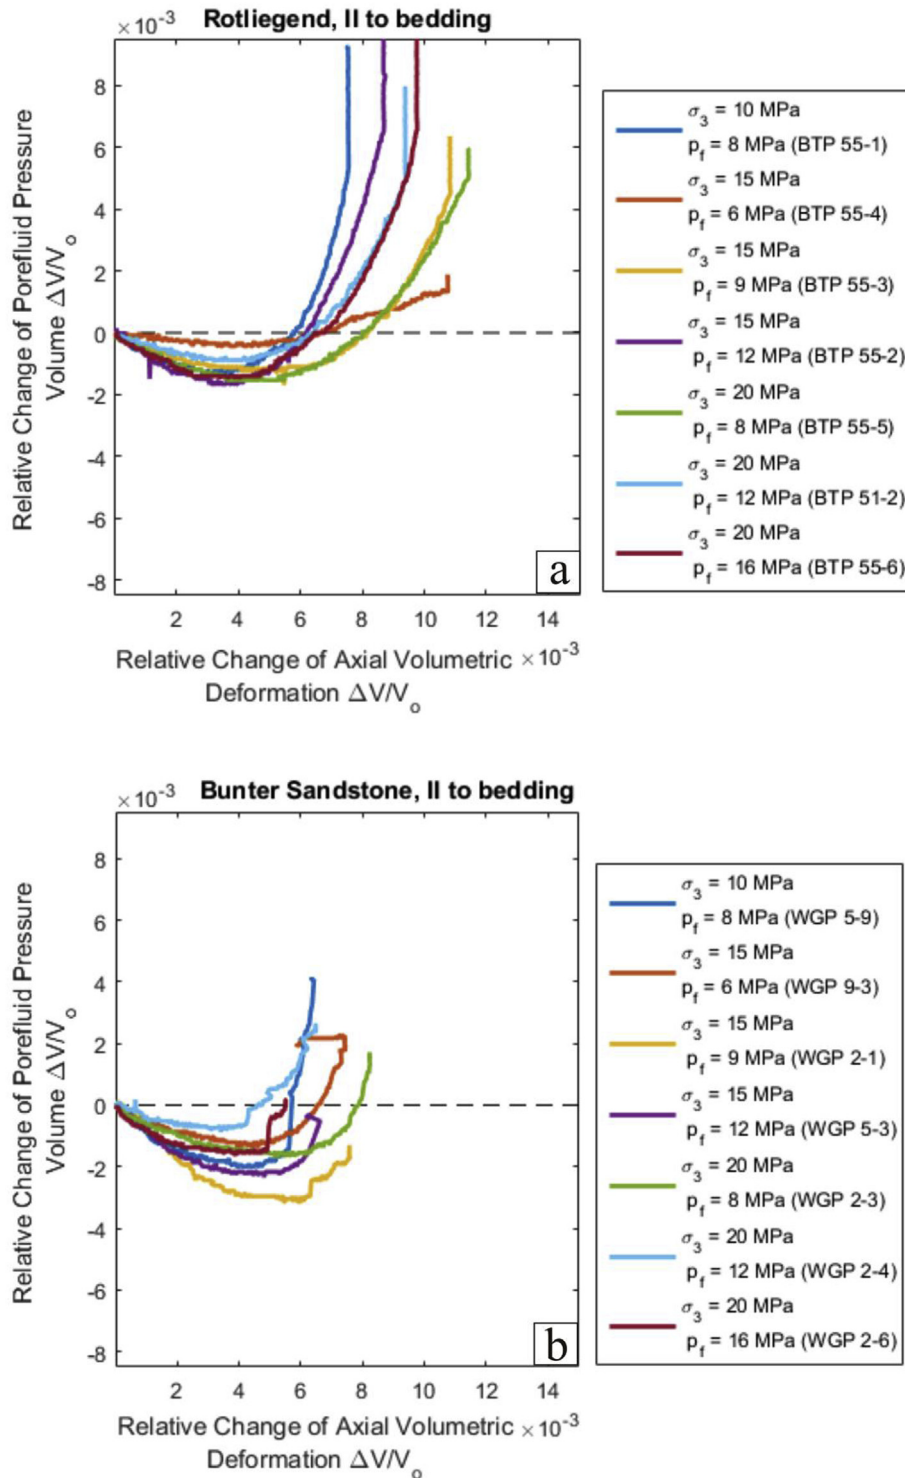 Rotliegend, II to bedding
×10⁻³
8
6
4
2
0
-2
-4
-6
-8
Relative Change of Porefluid Pressure
Volume ΔV/Vₒ
2 4 6 8 10 12 14
Relative Change of Axial Volumetric ×10⁻³
Deformation ΔV/Vₒ
a
σ₃ = 10 MPa
p_f = 8 MPa (BTP 55-1)
σ₃ = 15 MPa
p_f = 6 MPa (BTP 55-4)
σ₃ = 15 MPa
p_f = 9 MPa (BTP 55-3)
σ₃ = 15 MPa
p_f = 12 MPa (BTP 55-2)
σ₃ = 20 MPa
p_f = 8 MPa (BTP 55-5)
σ₃ = 20 MPa
p_f = 12 MPa (BTP 51-2)
σ₃ = 20 MPa
p_f = 16 MPa (BTP 55-6)
Bunter Sandstone, II to bedding
×10⁻³
8
6
4
2
0
-2
-4
-6
-8
Relative Change of Porefluid Pressure
Volume ΔV/Vₒ
2 4 6 8 10 12 14
Relative Change of Axial Volumetric ×10⁻³
Deformation ΔV/Vₒ
b
σ₃ = 10 MPa
p_f = 8 MPa (WGP 5-9)
σ₃ = 15 MPa
p_f = 6 MPa (WGP 9-3)
σ₃ = 15 MPa
p_f = 9 MPa (WGP 2-1)
σ₃ = 15 MPa
p_f = 12 MPa (WGP 5-3)
σ₃ = 20 MPa
p_f = 8 MPa (WGP 2-3)
σ₃ = 20 MPa
p_f = 12 MPa (WGP 2-4)
σ₃ = 20 MPa
p_f = 16 MPa (WGP 2-6)